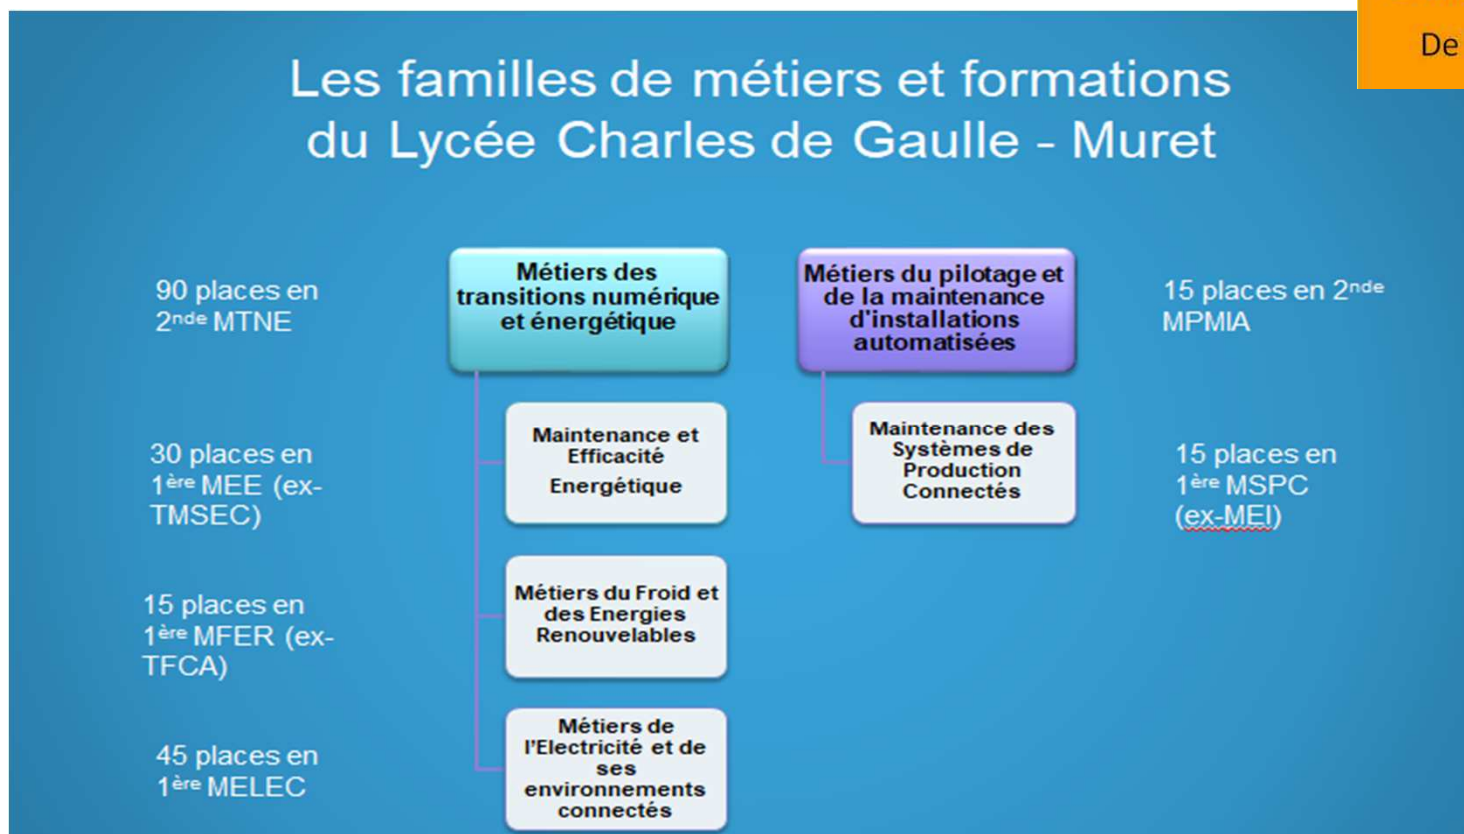 De
Les familles de métiers et formations
du Lycée Charles de Gaulle - Muret
90 places en
2nde MTNE
Métiers des
transitions numérique
et énergétique
Métiers du pilotage et
de la maintenance
d'installations
automatisées
15 places en 2nde
MPMIA
30 places en
1ère MEE (ex-
TMSEC)
Maintenance et
Efficacité
Energétique
Maintenance des
Systèmes de
Production
Connectés
15 places en
1ère MSPC
(ex-MEI)
15 places en
1ère MFER (ex-
TFCA)
Métiers du Froid et
des Energies
Renouvelables
45 places en
1ère MELEC
Métiers de
l'Electricité et de
ses
environnements
connectés